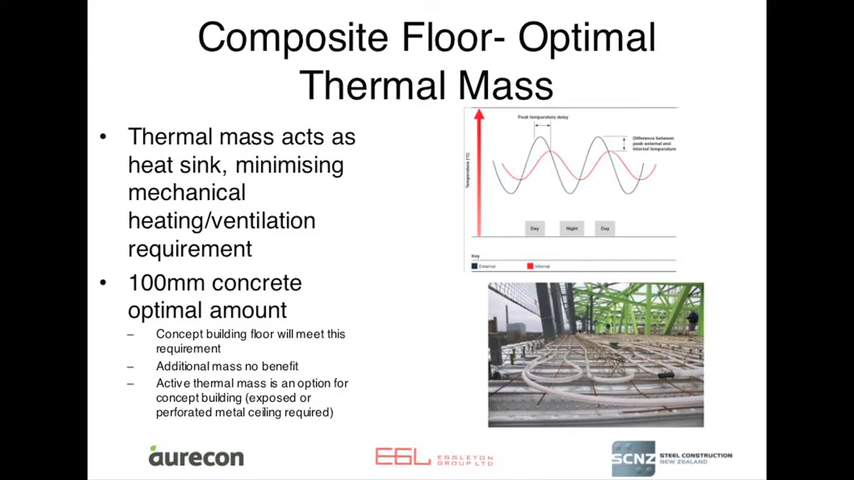 Composite Floor- Optimal
Thermal Mass
• Thermal mass acts as
heat sink, minimising
mechanical
heating/ventilation
requirement
• 100mm concrete
optimal amount
– Concept building floor will meet this
requirement
– Additional mass no benefit
– Active thermal mass is an option for
concept building (exposed or
perforated metal ceiling required)
Peak temperature delay
Difference between
peak external and
internal temperature
Temperature (°C)
Day Night Day
Key
External Internal
aurecon
EGL EGGLETON
GROUP LTD
SCNZ STEEL CONSTRUCTION
NEW ZEALAND